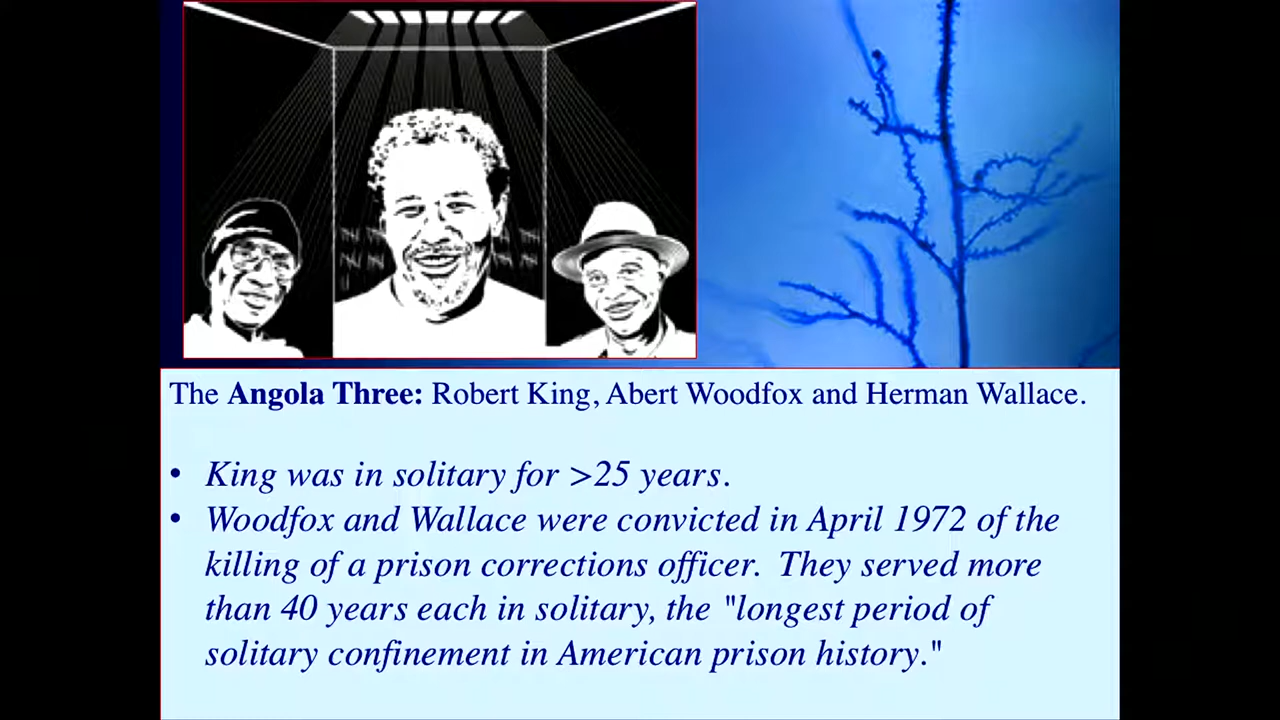 The Angola Three: Robert King, Abert Woodfox and Herman Wallace.
• King was in solitary for >25 years.
• Woodfox and Wallace were convicted in April 1972 of the
killing of a prison corrections officer. They served more
than 40 years each in solitary, the "longest period of
solitary confinement in American prison history."